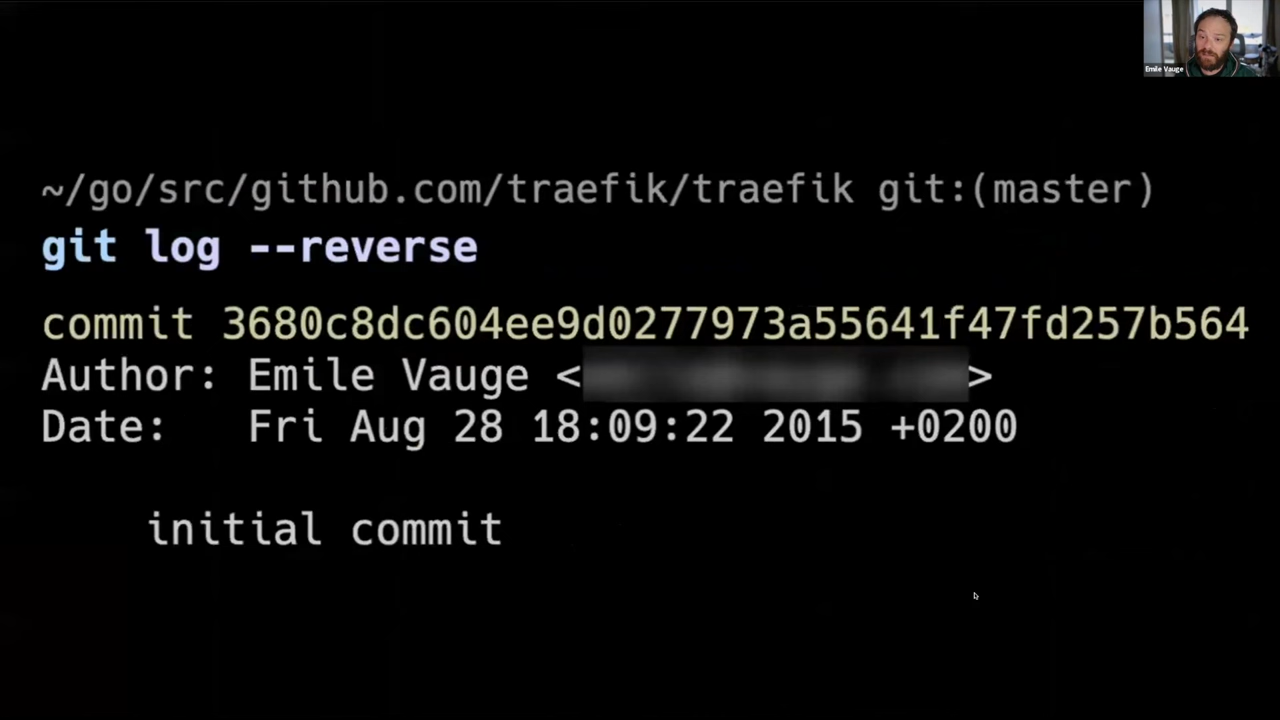 Emile Vauge
~/go/src/github.com/traefik/traefik git:(master)
git log --reverse
commit 3680c8dc604ee9d0277973a55641f47fd257b564
Author: Emile Vauge < >
Date: Fri Aug 28 18:09:22 2015 +0200
initial commit